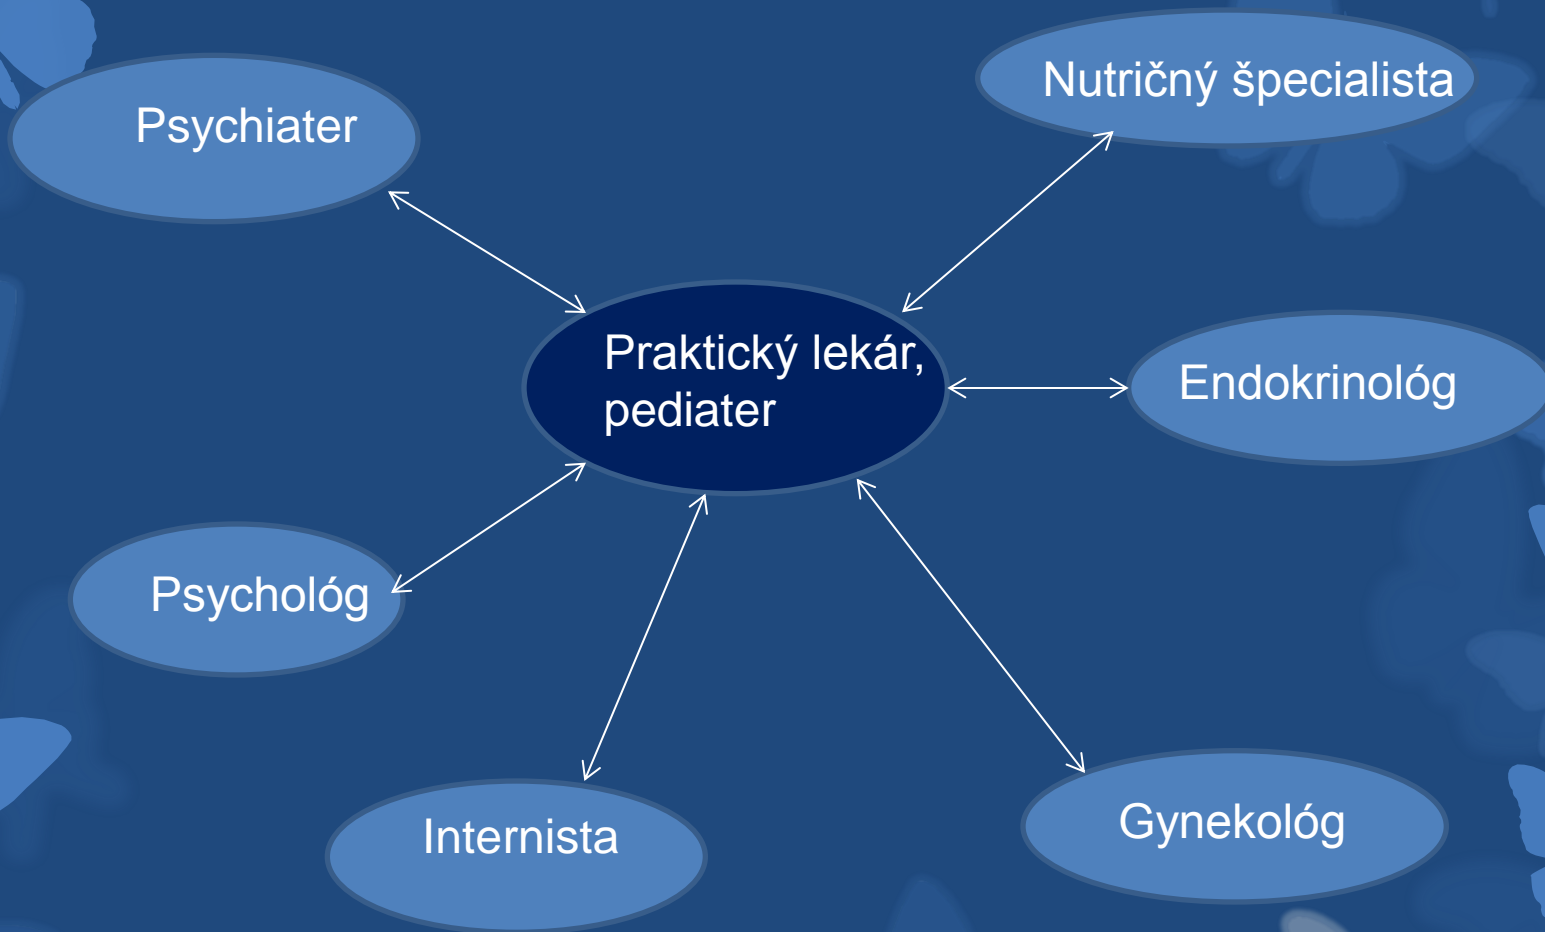 Psychiater
Nutričný špecialista
Praktický lekár,
pediater
Endokrinológ
Psychológ
Internista
Gynekológ